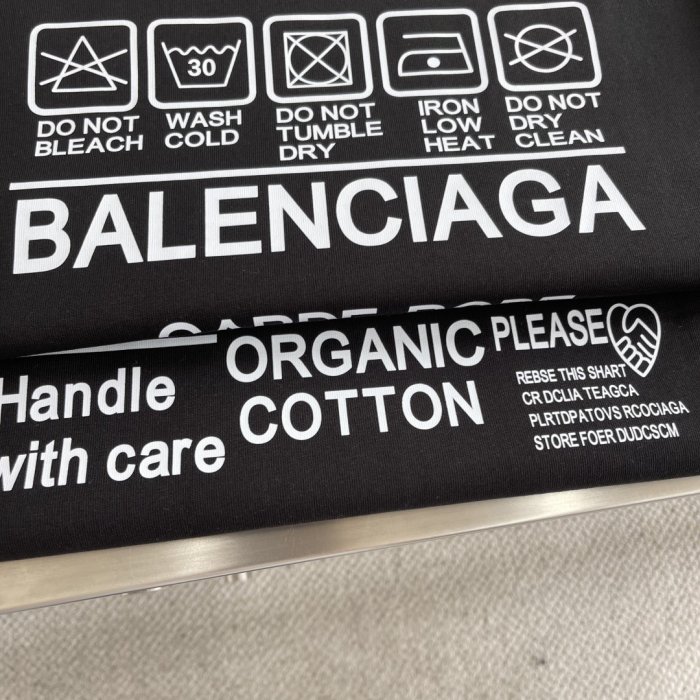 DO NOT
BLEACH
30
WASH
COLD
DO NOT
TUMBLE
DRY
IRON
LOW
HEAT
DO NOT
DRY
CLEAN
BALENCIAGA
Handle
with care
ORGANIC
COTTON
PLEASE
REBSE THIS SHART
CR DCLIA TEAGCA
PLRTDPATOVS RCOCIAGA
STORE FOER DUDCSCM